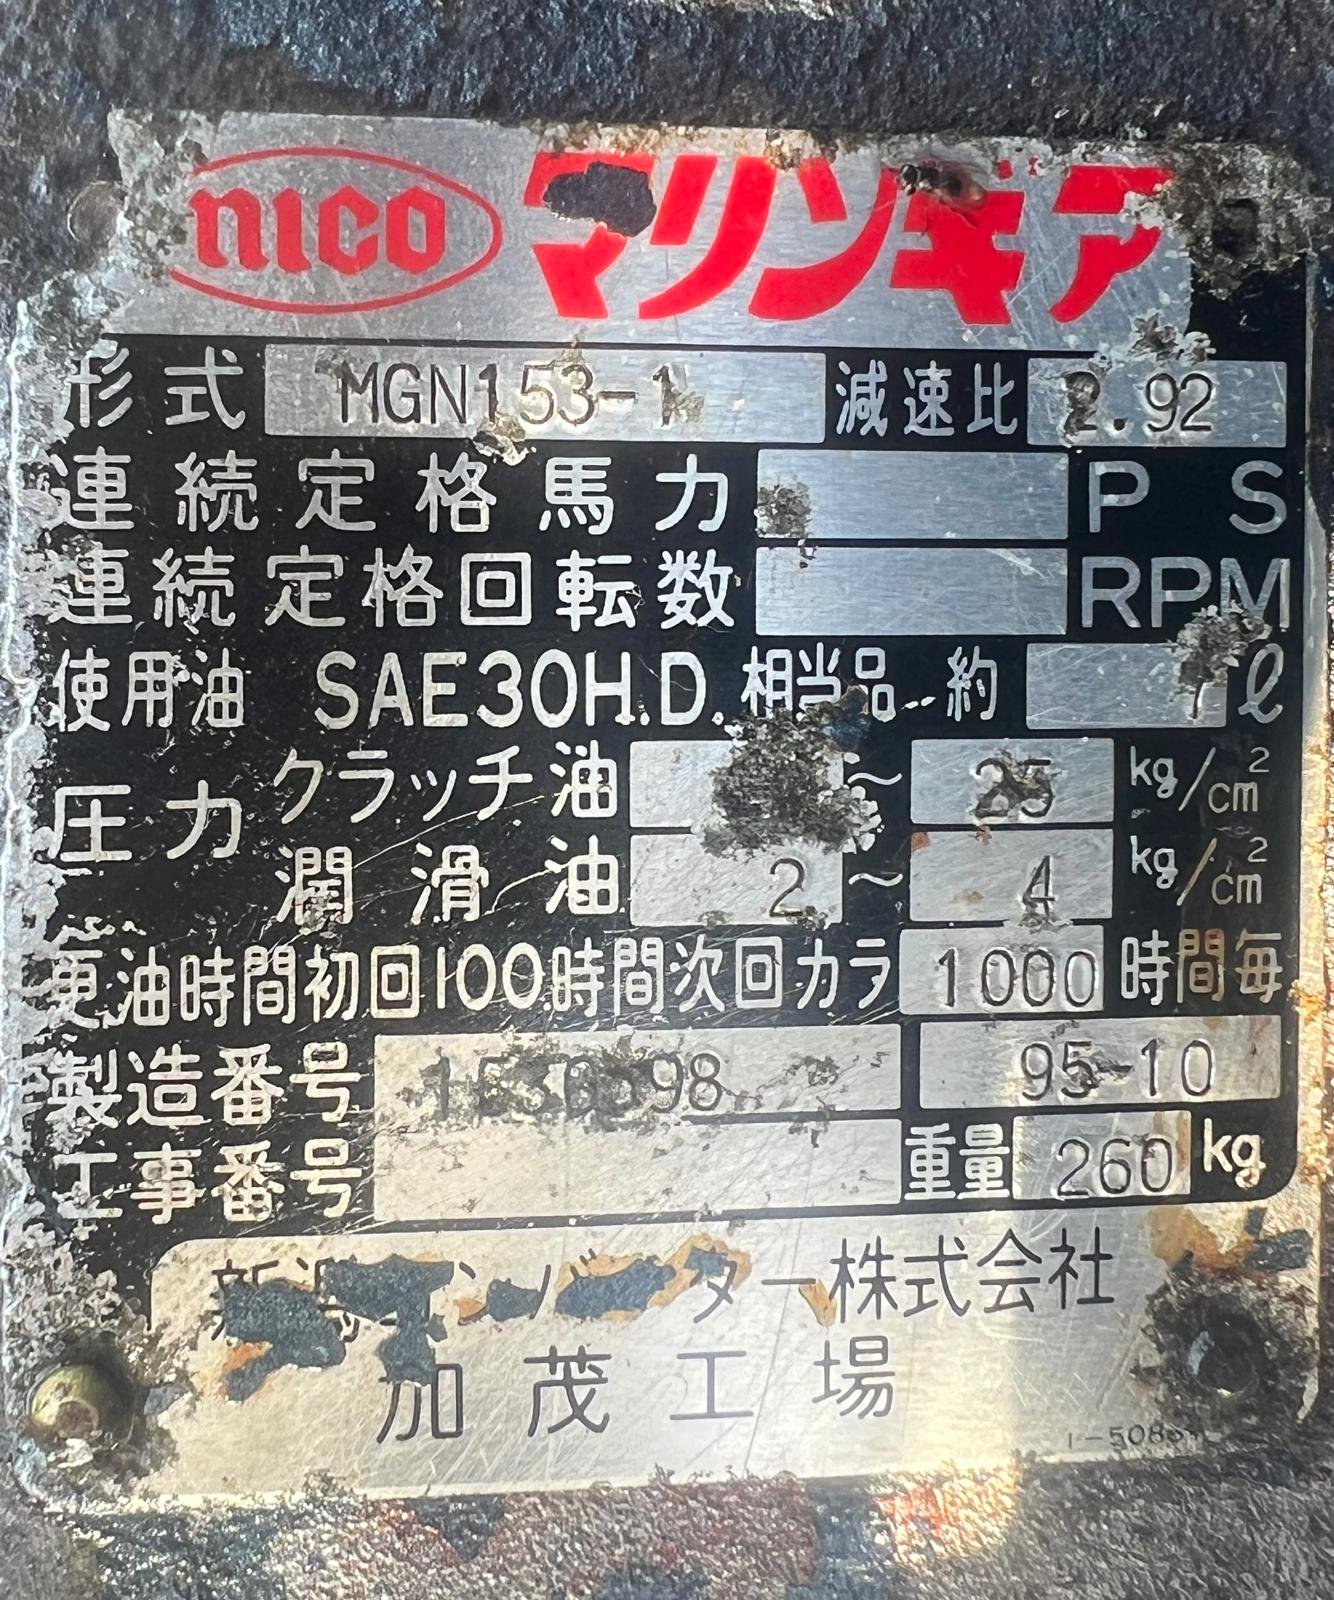 nico マリンギア
形式 MGN153-1 減速比 2.92
連続定格馬力 PS
連続定格回転数 RPM
使用油 SAE30H.D. 相当品 約 ℓ
圧力 クラッチ油 ～ 25 kg/cm²
潤滑油 2 ～ 4 kg/cm²
更油時間初回100時間次回カラ 1000 時間毎
製造番号 95-10
工事番号 重量 260 kg
株式会社
加茂工場